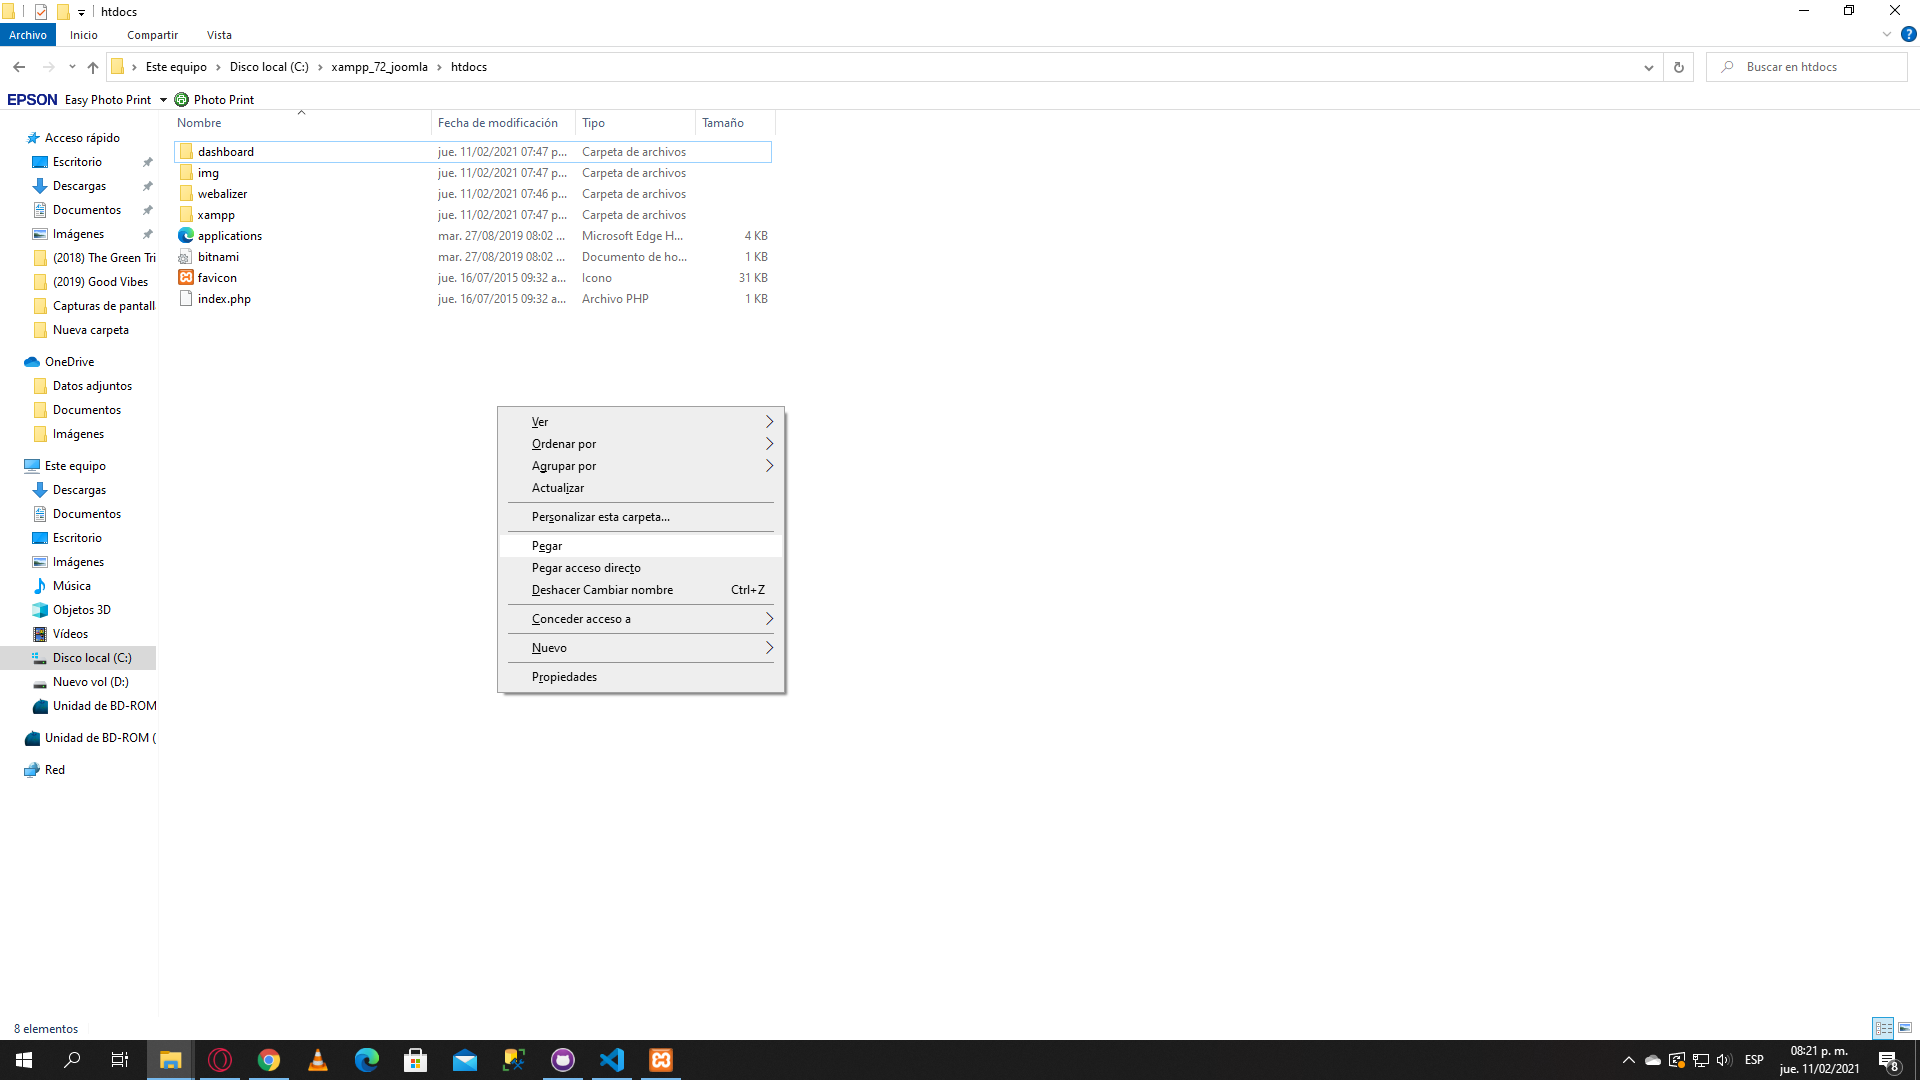 htdocs
Archivo Inicio Compartir Vista
Este equipo Disco local (C:) xampp_72_joomla htdocs
Buscar en htdocs
EPSON Easy Photo Print Photo Print
Nombre Fecha de modificación Tipo Tamaño
dashboard jue. 11/02/2021 07:47 p... Carpeta de archivos
img jue. 11/02/2021 07:47 p... Carpeta de archivos
webalizer jue. 11/02/2021 07:46 p... Carpeta de archivos
xampp jue. 11/02/2021 07:47 p... Carpeta de archivos
applications mar. 27/08/2019 08:02 ... Microsoft Edge H... 4 KB
bitnami mar. 27/08/2019 08:02 ... Documento de ho... 1 KB
favicon jue. 16/07/2015 09:32 a... Icono 31 KB
index.php jue. 16/07/2015 09:32 a... Archivo PHP 1 KB
Acceso rápido
Escritorio
Descargas
Documentos
Imágenes
(2018) The Green Tri
(2019) Good Vibes
Capturas de pantall
Nueva carpeta
OneDrive
Datos adjuntos
Documentos
Imágenes
Este equipo
Descargas
Documentos
Escritorio
Imágenes
Música
Objetos 3D
Vídeos
Disco local (C:)
Nuevo vol (D:)
Unidad de BD-ROM
Unidad de BD-ROM (
Red
Ver
Ordenar por
Agrupar por
Actualizar
Personalizar esta carpeta...
Pegar
Pegar acceso directo
Deshacer Cambiar nombre Ctrl+Z
Conceder acceso a
Nuevo
Propiedades
8 elementos
ESP
08:21 p. m.
jue. 11/02/2021
8